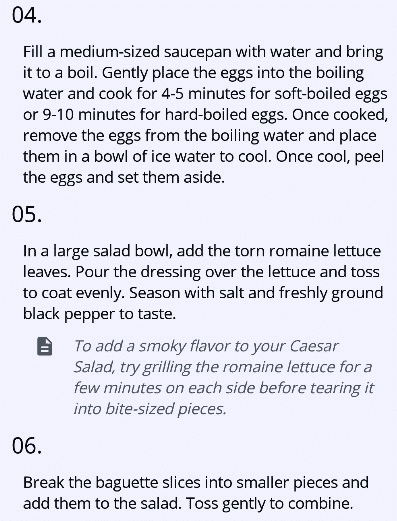 04.
Fill a medium-sized saucepan with water and bring
it to a boil. Gently place the eggs into the boiling
water and cook for 4-5 minutes for soft-boiled eggs
or 9-10 minutes for hard-boiled eggs. Once cooked,
remove the eggs from the boiling water and place
them in a bowl of ice water to cool. Once cool, peel
the eggs and set them aside.
05.
In a large salad bowl, add the torn romaine lettuce
leaves. Pour the dressing over the lettuce and toss
to coat evenly. Season with salt and freshly ground
black pepper to taste.
To add a smoky flavor to your Caesar
Salad, try grilling the romaine lettuce for a
few minutes on each side before tearing it
into bite-sized pieces.
06.
Break the baguette slices into smaller pieces and
add them to the salad. Toss gently to combine.